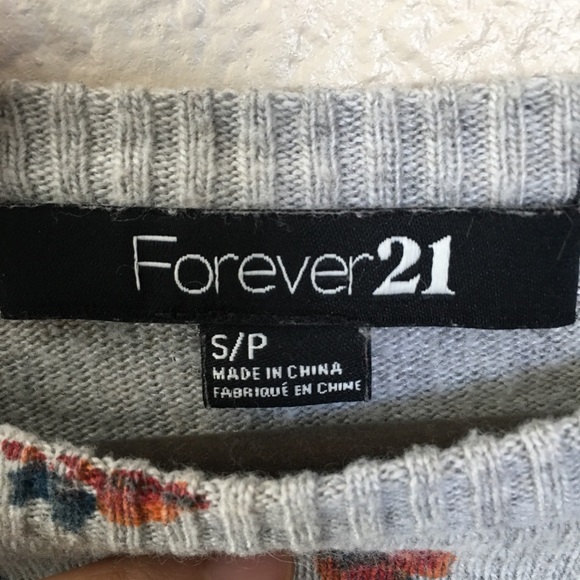 Forever21
S/P
MADE IN CHINA
FABRIQUÉ EN CHINE